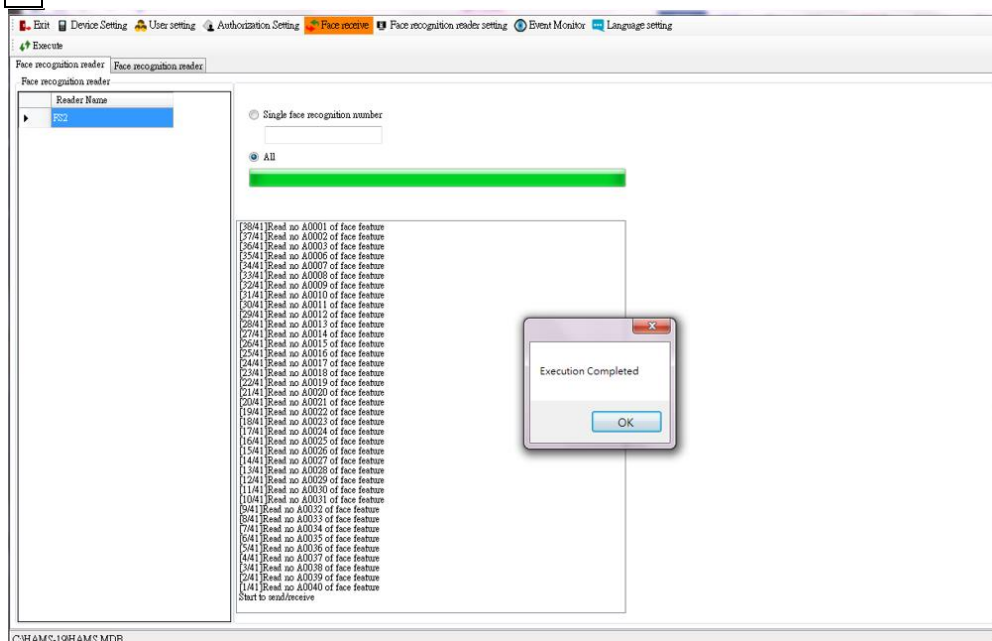 Exit Device Setting User setting Authorization Setting Face receive Face recognition reader setting Event Monitor Language setting
Execute
Face recognition reader Face recognition reader
Face recognition reader
Reader Name
FS2
Single face recognition number
All
[38/41]Read no A0001 of face feature
[37/41]Read no A0002 of face feature
[36/41]Read no A0003 of face feature
[35/41]Read no A0006 of face feature
[34/41]Read no A0007 of face feature
[33/41]Read no A0008 of face feature
[32/41]Read no A0009 of face feature
[31/41]Read no A0010 of face feature
[30/41]Read no A0011 of face feature
[29/41]Read no A0012 of face feature
[28/41]Read no A0013 of face feature
[27/41]Read no A0014 of face feature
[26/41]Read no A0015 of face feature
[25/41]Read no A0016 of face feature
[24/41]Read no A0017 of face feature
[23/41]Read no A0018 of face feature
[22/41]Read no A0019 of face feature
[21/41]Read no A0020 of face feature
[20/41]Read no A0021 of face feature
[19/41]Read no A0022 of face feature
[18/41]Read no A0023 of face feature
[17/41]Read no A0024 of face feature
[16/41]Read no A0025 of face feature
[15/41]Read no A0026 of face feature
[14/41]Read no A0027 of face feature
[13/41]Read no A0028 of face feature
[12/41]Read no A0029 of face feature
[11/41]Read no A0030 of face feature
[10/41]Read no A0031 of face feature
[9/41]Read no A0032 of face feature
[8/41]Read no A0033 of face feature
[7/41]Read no A0034 of face feature
[6/41]Read no A0035 of face feature
[5/41]Read no A0036 of face feature
[4/41]Read no A0037 of face feature
[3/41]Read no A0038 of face feature
[2/41]Read no A0039 of face feature
[1/41]Read no A0040 of face feature
Start to send/receive
Execution Completed
OK
C:\HAMS-19\HAMS.MDB